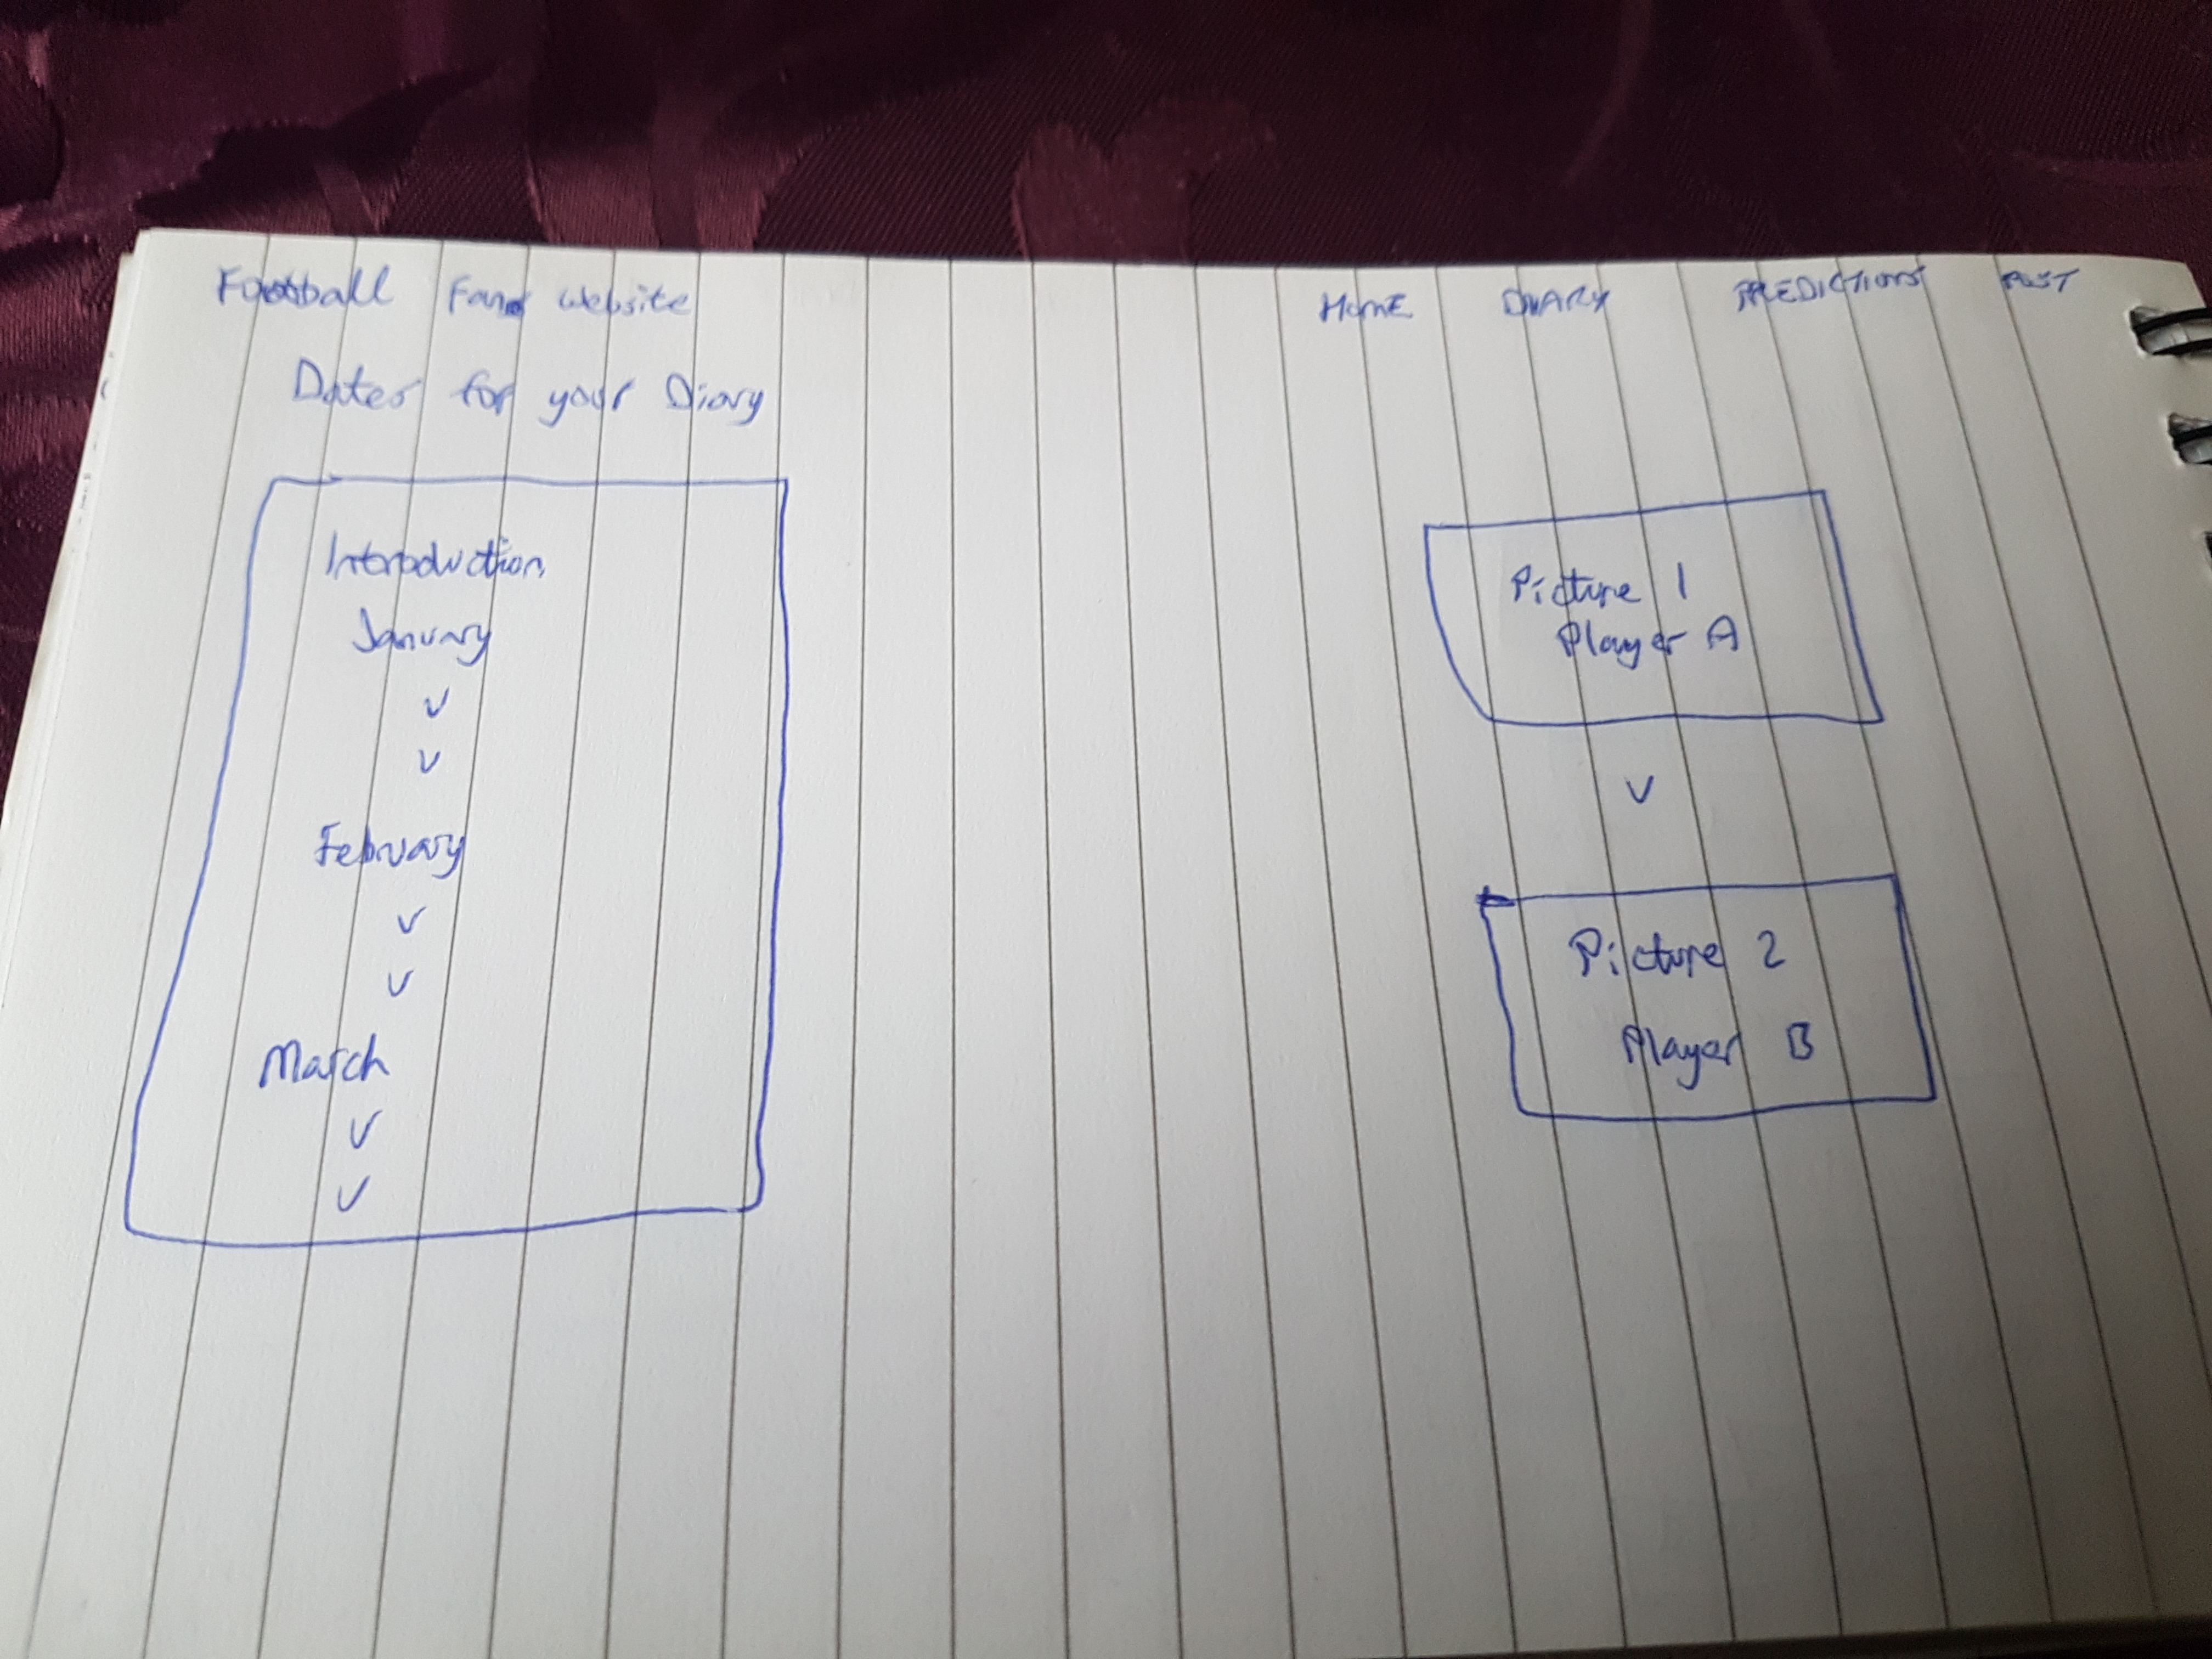 Football Fans website HOME DIARY PREDICTIONS PAST
Dates for your Diary
Introduction
January
v
v
February
v
v
March
v
v
Picture 1
Player A
v
Picture 2
Player B